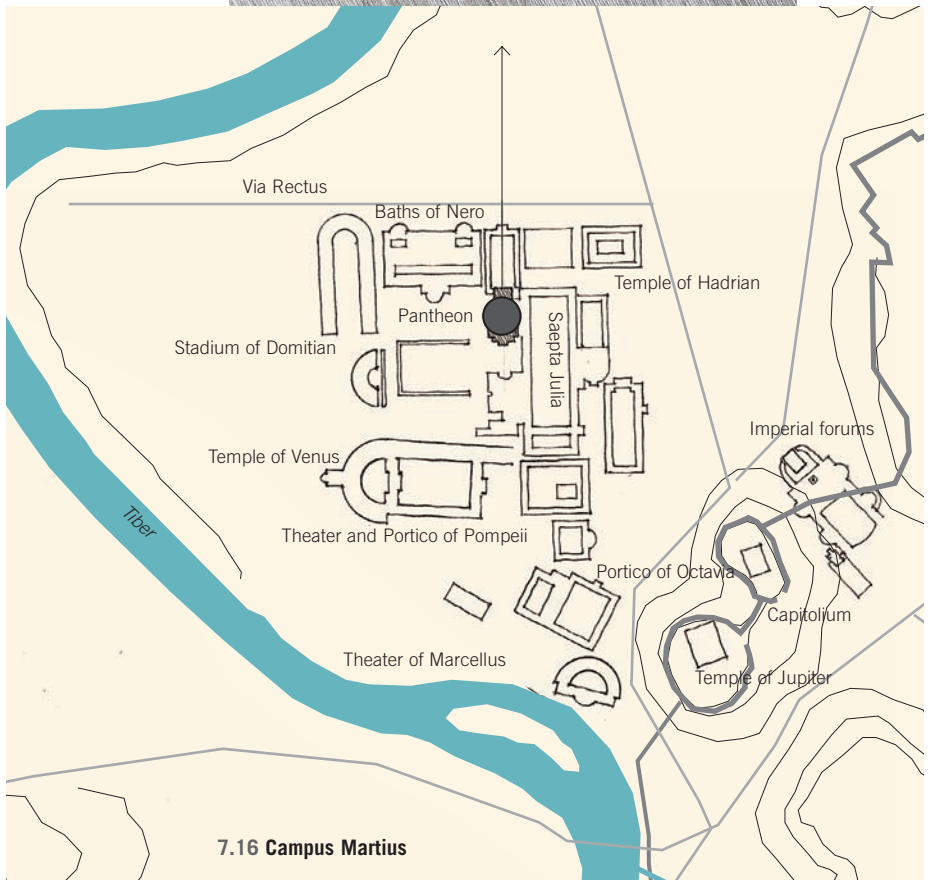 Via Rectus
Baths of Nero
Temple of Hadrian
Pantheon
Saepta Julia
Stadium of Domitian
Imperial forums
Temple of Venus
Tiber
Theater and Portico of Pompeii
Portico of Octavia
Capitolium
Theater of Marcellus
Temple of Jupiter
7.16 Campus Martius